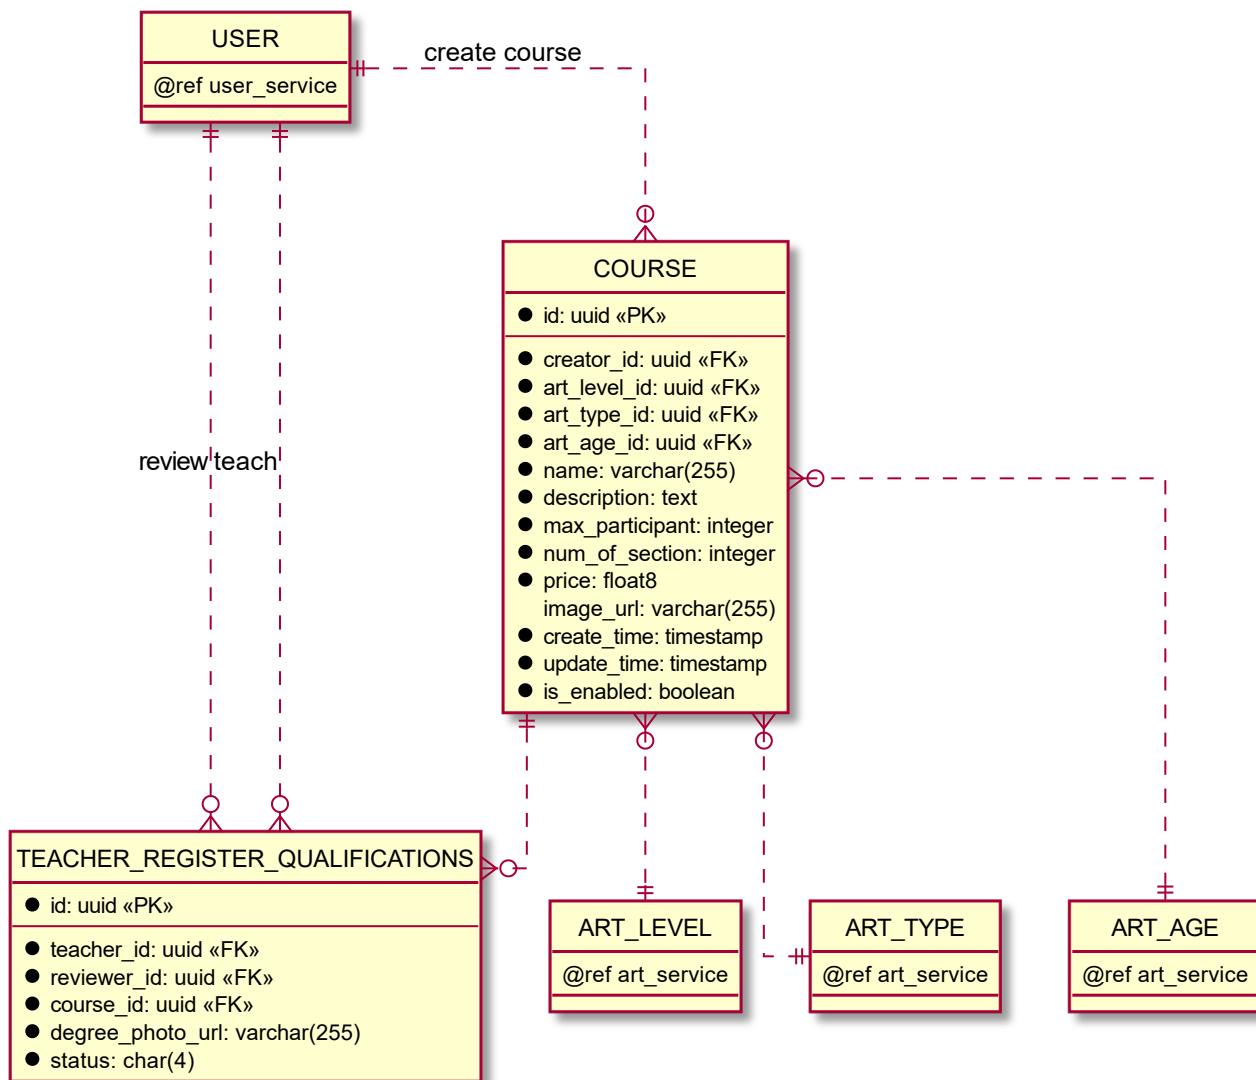 USER
@ref user_service
create course
COURSE
id: uuid «PK»
creator_id: uuid «FK»
art_level_id: uuid «FK»
art_type_id: uuid «FK»
art_age_id: uuid «FK»
name: varchar(255)
description: text
max_participant: integer
num_of_section: integer
price: float8
image_url: varchar(255)
create_time: timestamp
update_time: timestamp
is_enabled: boolean
review teach
TEACHER_REGISTER_QUALIFICATIONS
id: uuid «PK»
teacher_id: uuid «FK»
reviewer_id: uuid «FK»
course_id: uuid «FK»
degree_photo_url: varchar(255)
status: char(4)
ART_LEVEL
@ref art_service
ART_TYPE
@ref art_service
ART_AGE
@ref art_service